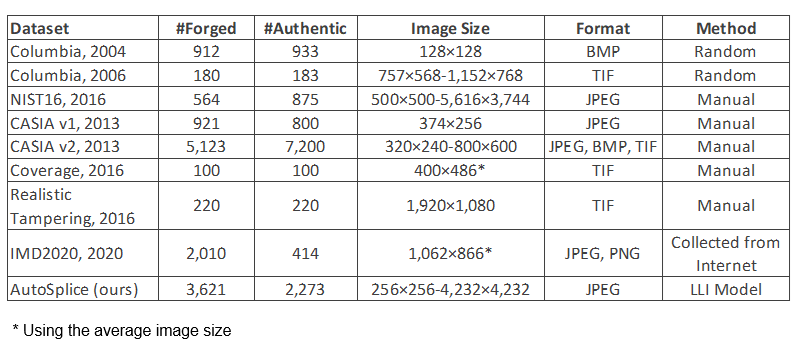 Dataset #Forged #Authentic Image Size Format Method
Columbia, 2004 912 933 128×128 BMP Random
Columbia, 2006 180 183 757×568-1,152×768 TIF Random
NIST16, 2016 564 875 500×500-5,616×3,744 JPEG Manual
CASIA v1, 2013 921 800 374×256 JPEG Manual
CASIA v2, 2013 5,123 7,200 320×240-800×600 JPEG, BMP, TIF Manual
Coverage, 2016 100 100 400×486* TIF Manual
Realistic
Tampering, 2016 220 220 1,920×1,080 TIF Manual
IMD2020, 2020 2,010 414 1,062×866* JPEG, PNG Collected from
Internet
AutoSplice (ours) 3,621 2,273 256×256-4,232×4,232 JPEG LLI Model
* Using the average image size